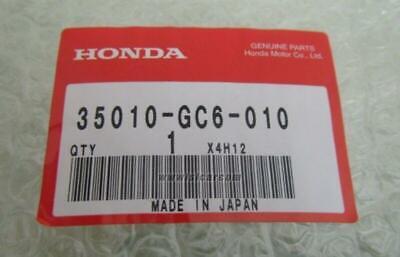 HONDA
GENUINE PARTS
Honda Motor Co., Ltd.
35010-GC6-010
QTY 1 X4H12
MADE IN JAPAN